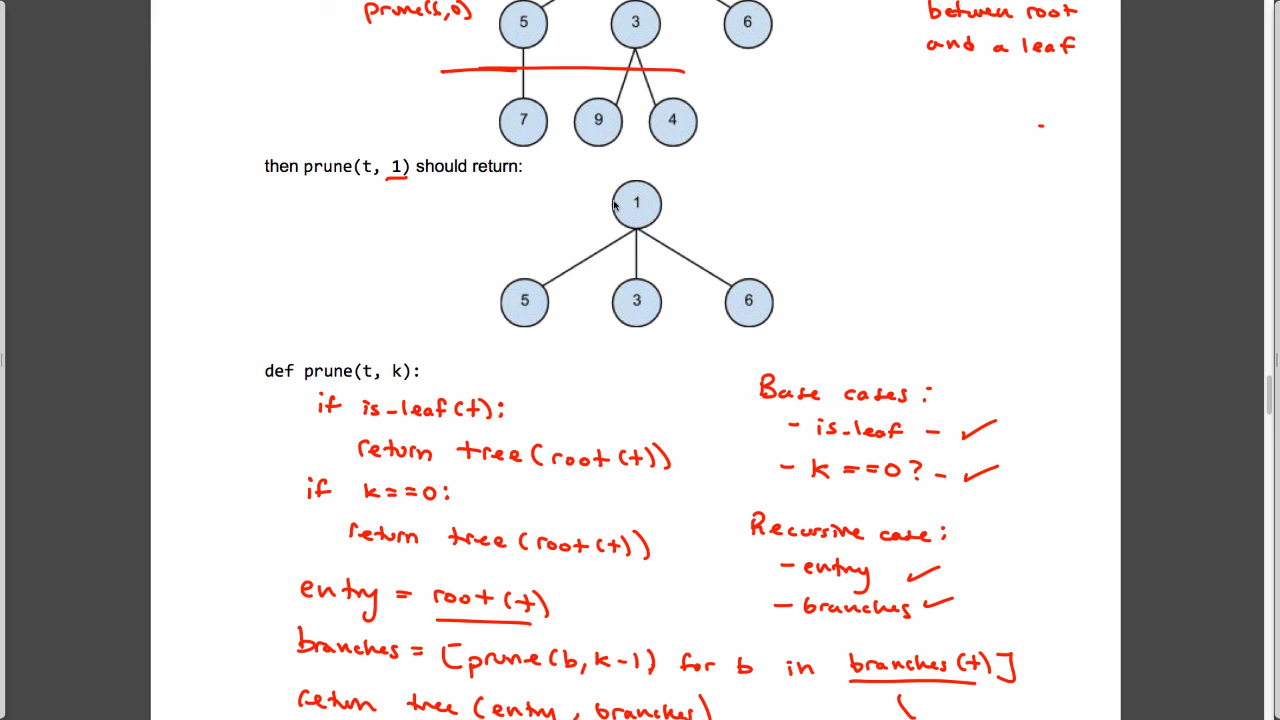 prune(5,0)
between root
and a leaf
5
3
6
7
9
4
then prune(t, 1) should return:
1
5
3
6
def prune(t, k):
if is_leaf(t):
return tree(root(t))
if k==0:
return tree(root(t))
entry = root(t)
branches = [prune(b, k-1) for b in branches(t)]
return tree(entry, branches)
Base cases:
- is_leaf -
- k==0? -
Recursive case:
- entry
- branches